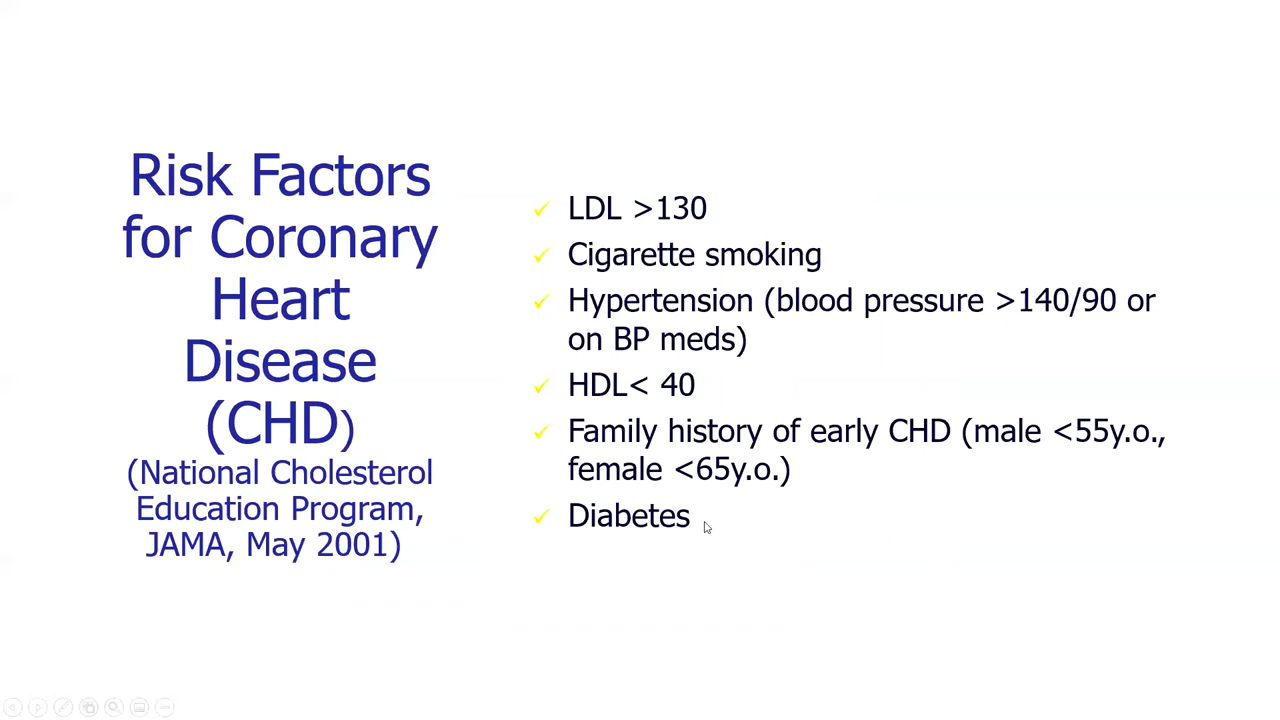 Risk Factors
for Coronary
Heart
Disease
(CHD)
(National Cholesterol
Education Program,
JAMA, May 2001)
LDL >130
Cigarette smoking
Hypertension (blood pressure >140/90 or
on BP meds)
HDL< 40
Family history of early CHD (male <55y.o.,
female <65y.o.)
Diabetes